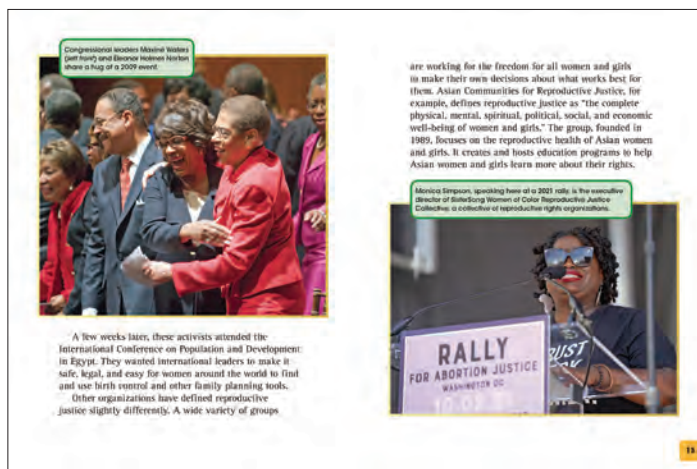 Congressional leaders Maxine Waters
(left front) and Eleanor Holmes Norton
share a hug at a 2009 event.
A few weeks later, these activists attended the
International Conference on Population and Development
in Egypt. They wanted international leaders to make it
safe, legal, and easy for women around the world to find
and use birth control and other family planning tools.
Other organizations have defined reproductive
justice slightly differently. A wide variety of groups
are working for the freedom for all women and girls
to make their own decisions about what works best for
them. Asian Communities for Reproductive Justice, for
example, defines reproductive justice as “the complete
physical, mental, spiritual, political, social, and economic
well-being of women and girls.” The group, founded in
1989, focuses on the reproductive health of Asian women
and girls. It creates and hosts education programs to help
Asian women and girls learn more about their rights.
Monica Simpson, speaking here at a 2021 rally, is the executive
director of SisterSong Women of Color Reproductive Justice
Collective, a collective of reproductive rights organizations.
RALLY
FOR ABORTION JUSTICE
WASHINGTON DC